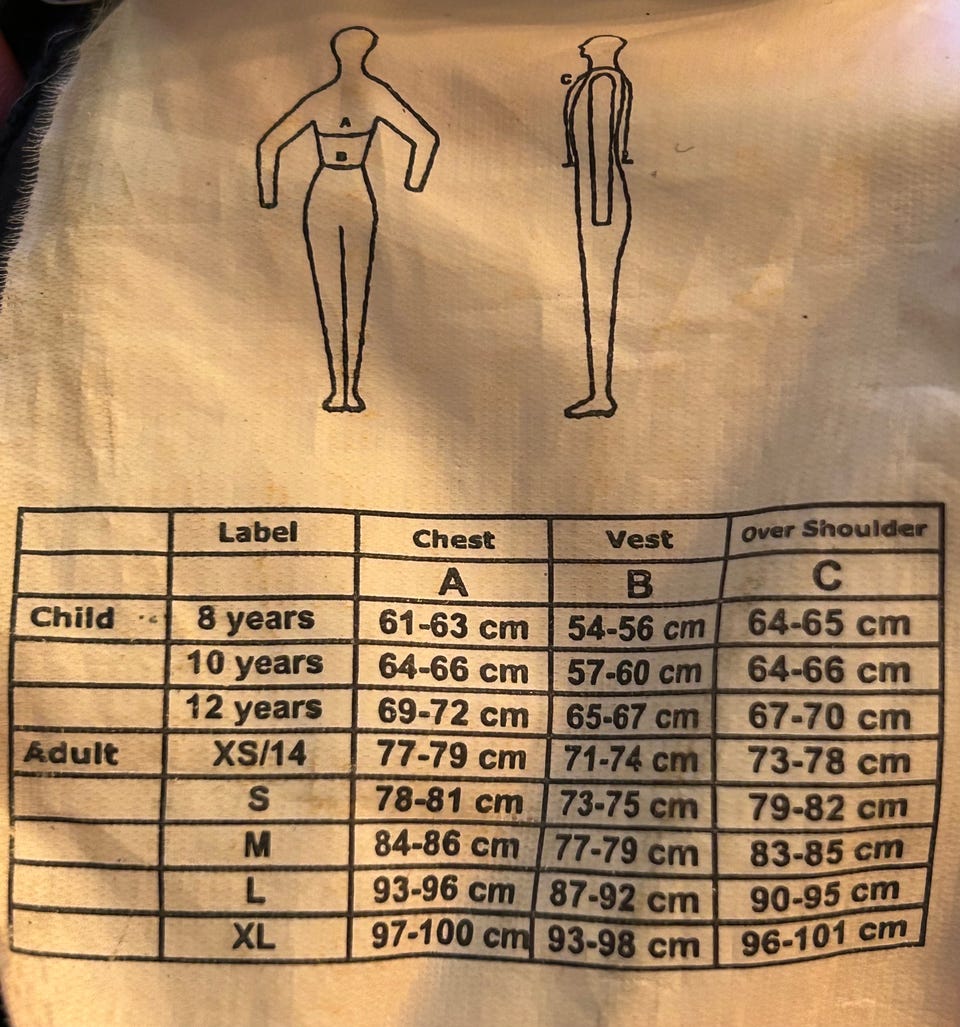 C
A
B
Label Chest Vest Over Shoulder
A B C
Child 8 years 61-63 cm 54-56 cm 64-65 cm
10 years 64-66 cm 57-60 cm 64-66 cm
12 years 69-72 cm 65-67 cm 67-70 cm
Adult XS/14 77-79 cm 71-74 cm 73-78 cm
S 78-81 cm 73-75 cm 79-82 cm
M 84-86 cm 77-79 cm 83-85 cm
L 93-96 cm 87-92 cm 90-95 cm
XL 97-100 cm 93-98 cm 96-101 cm